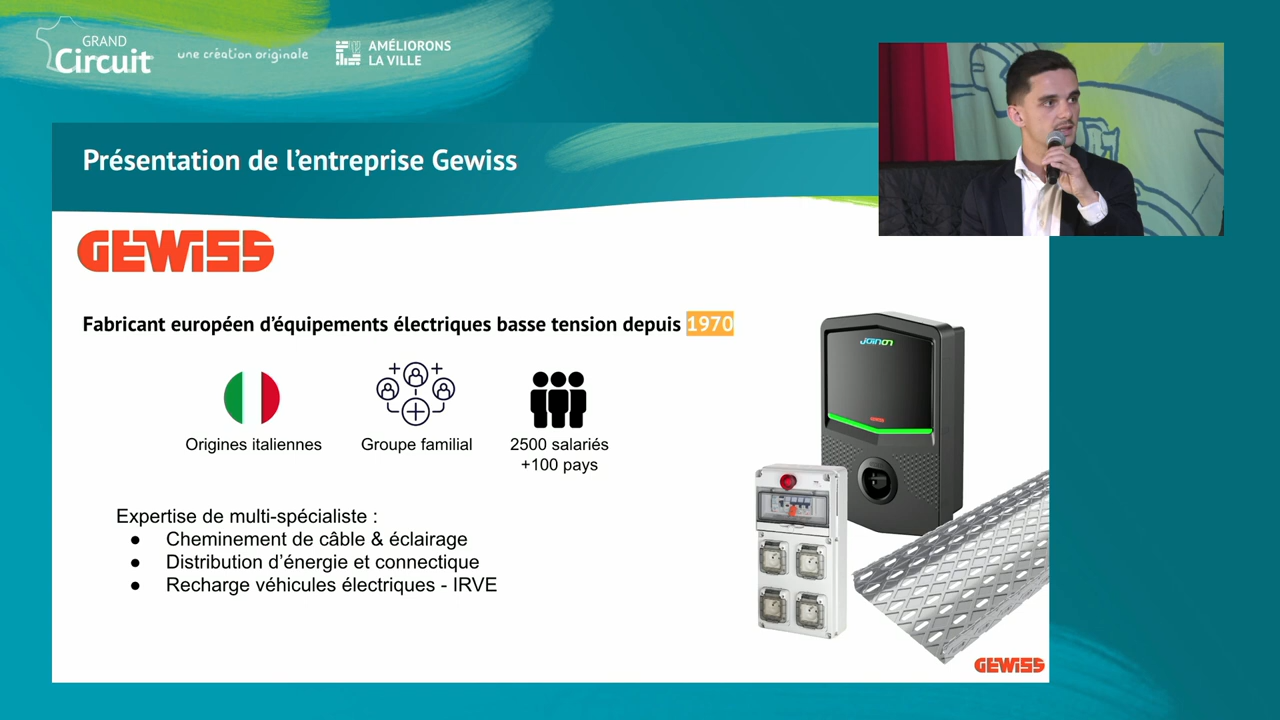 GRAND
Circuit
une création originale
AMÉLIORONS
LA VILLE
Présentation de l'entreprise Gewiss
GEWISS
Fabricant européen d'équipements électriques basse tension depuis 1970
Origines italiennes
Groupe familial
2500 salariés
+100 pays
JOINON
GEWISS
Expertise de multi-spécialiste :
● Cheminement de câble & éclairage
● Distribution d'énergie et connectique
● Recharge véhicules électriques - IRVE
GEWISS